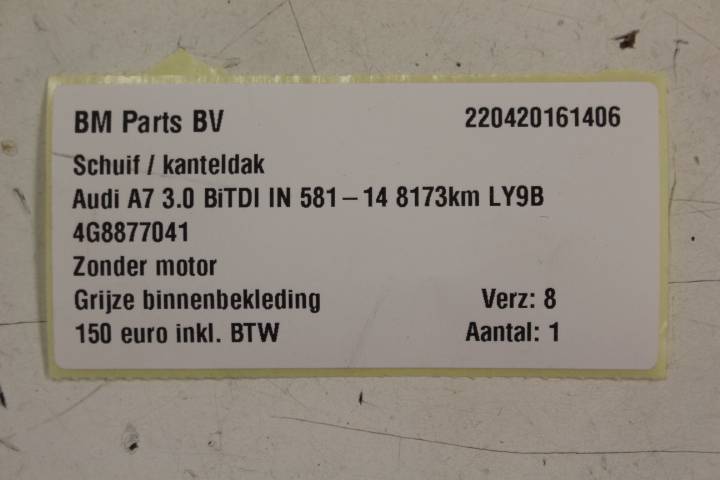 BM Parts BV 220420161406
Schuif / kanteldak
Audi A7 3.0 BiTDI IN 581 – 14 8173km LY9B
4G8877041
Zonder motor
Grijze binnenbekleding Verz: 8
150 euro inkl. BTW Aantal: 1